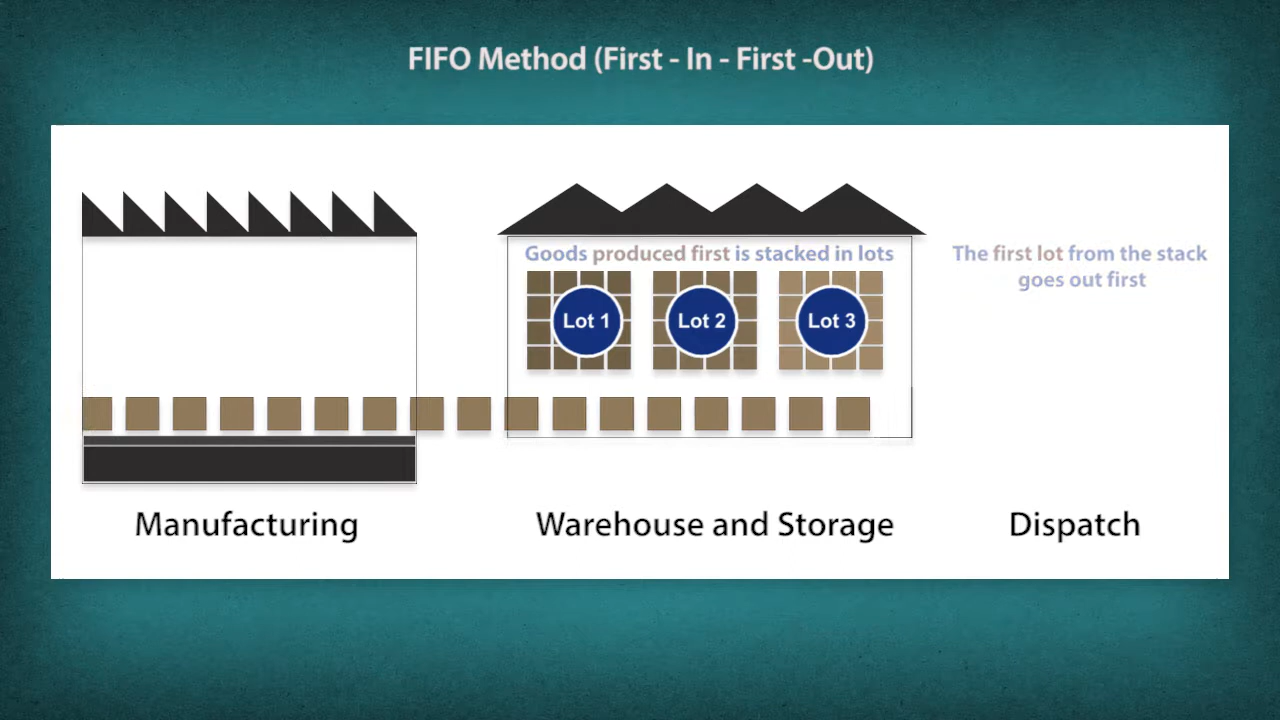 FIFO Method (First - In - First -Out)
Goods produced first is stacked in lots
The first lot from the stack
goes out first
Lot 1
Lot 2
Lot 3
Manufacturing
Warehouse and Storage
Dispatch